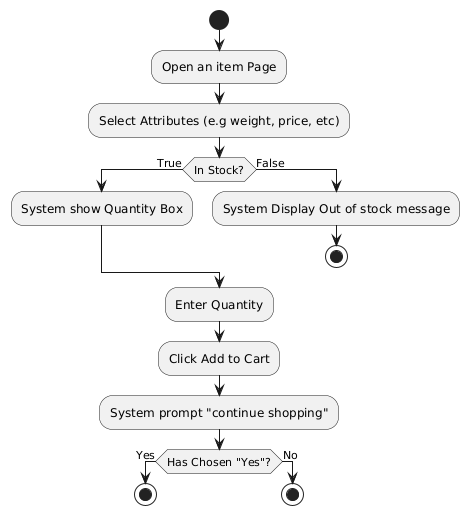 Open an item Page
Select Attributes (e.g weight, price, etc)
True
In Stock?
False
System show Quantity Box
System Display Out of stock message
Enter Quantity
Click Add to Cart
System prompt "continue shopping"
Yes
Has Chosen "Yes"?
No